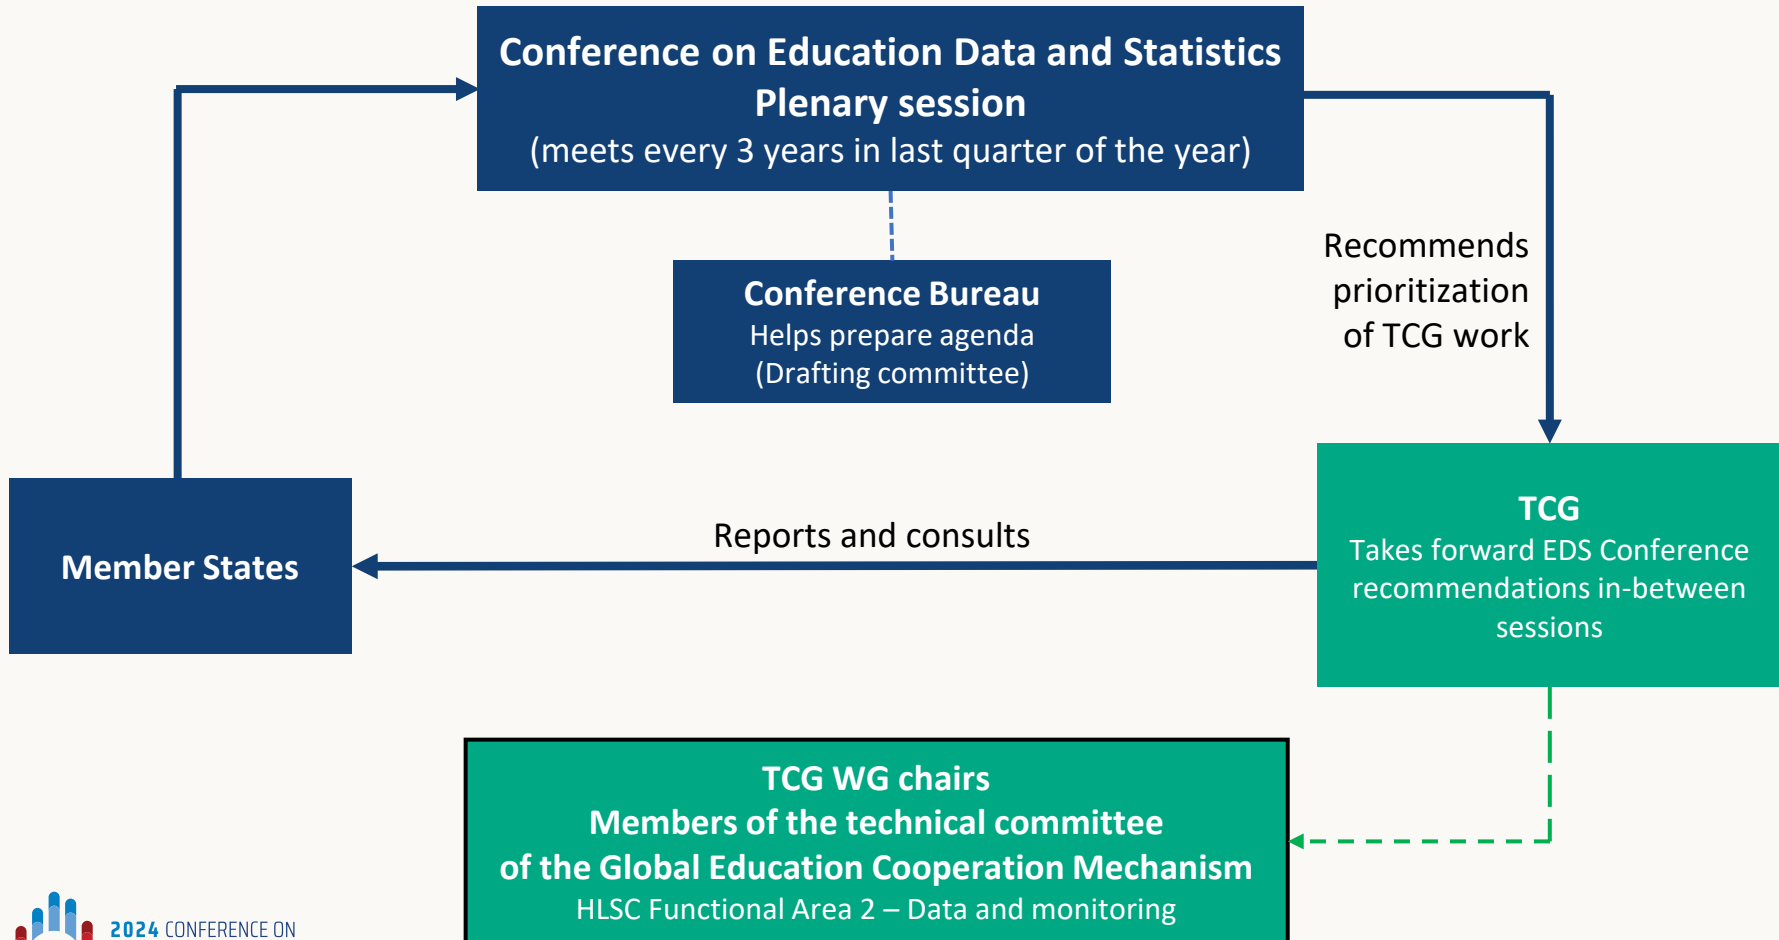 Conference on Education Data and Statistics
Plenary session
(meets every 3 years in last quarter of the year)
Conference Bureau
Helps prepare agenda
(Drafting committee)
Recommends
prioritization
of TCG work
Member States
Reports and consults
TCG
Takes forward EDS Conference
recommendations in-between
sessions
TCG WG chairs
Members of the technical committee
of the Global Education Cooperation Mechanism
HLSC Functional Area 2 – Data and monitoring
2024 CONFERENCE ON